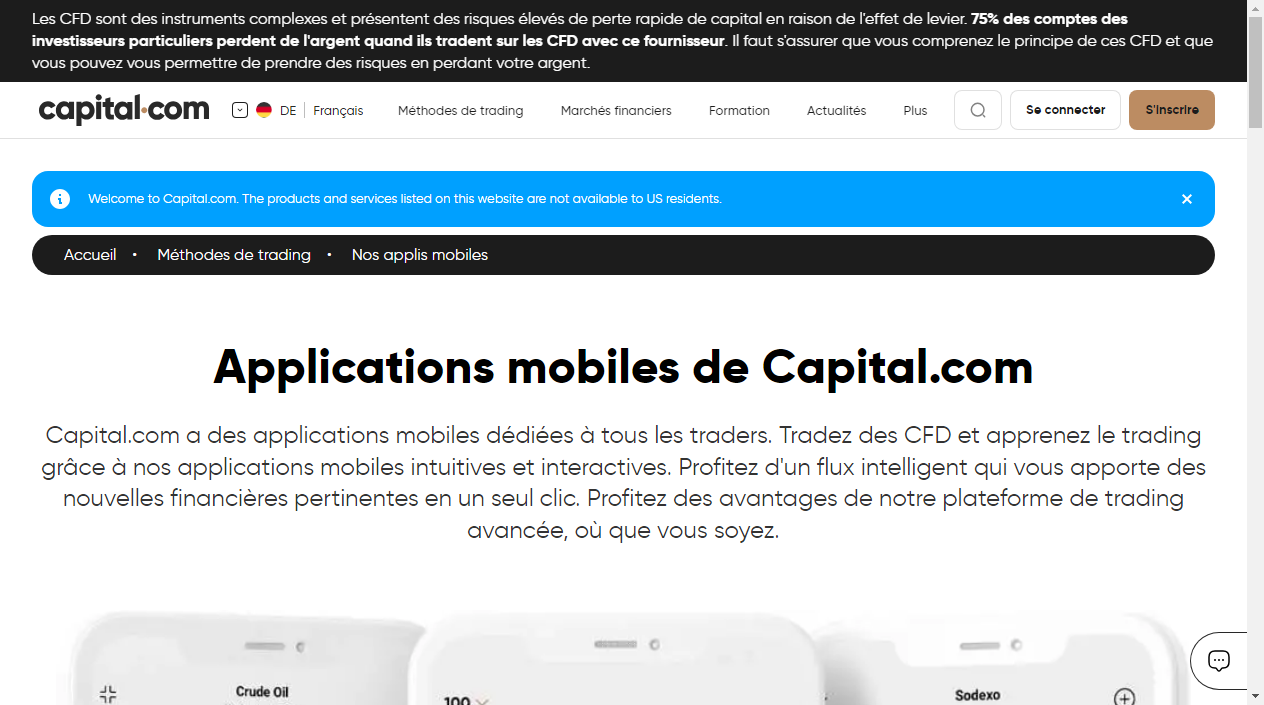 Les CFD sont des instruments complexes et présentent des risques élevés de perte rapide de capital en raison de l'effet de levier. 75% des comptes des
investisseurs particuliers perdent de l'argent quand ils tradent sur les CFD avec ce fournisseur. Il faut s'assurer que vous comprenez le principe de ces CFD et que
vous pouvez vous permettre de prendre des risques en perdant votre argent.
capital.com DE Français Méthodes de trading Marchés financiers Formation Actualités Plus Se connecter S'inscrire
Welcome to Capital.com. The products and services listed on this website are not available to US residents.
Accueil • Méthodes de trading • Nos applis mobiles
Applications mobiles de Capital.com
Capital.com a des applications mobiles dédiées à tous les traders. Tradez des CFD et apprenez le trading
grâce à nos applications mobiles intuitives et interactives. Profitez d'un flux intelligent qui vous apporte des
nouvelles financières pertinentes en un seul clic. Profitez des avantages de notre plateforme de trading
avancée, où que vous soyez.
Crude Oil
100
Sodexo